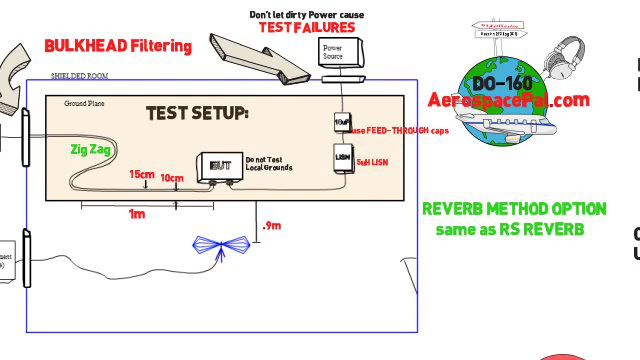 Don't let dirty Power cause
TEST FAILURES
BULKHEAD Filtering
Power
Source
SHIELDED ROOM
Ground Plane
TEST SETUP:
DO-160
AerospacePal.com
10uF
use FEED-THROUGH caps
Zig Zag
EUT
Do not Test
Local Grounds
LISN
5uH LISN
15cm
10cm
1m
.9m
REVERB METHOD OPTION
same as RS REVERB